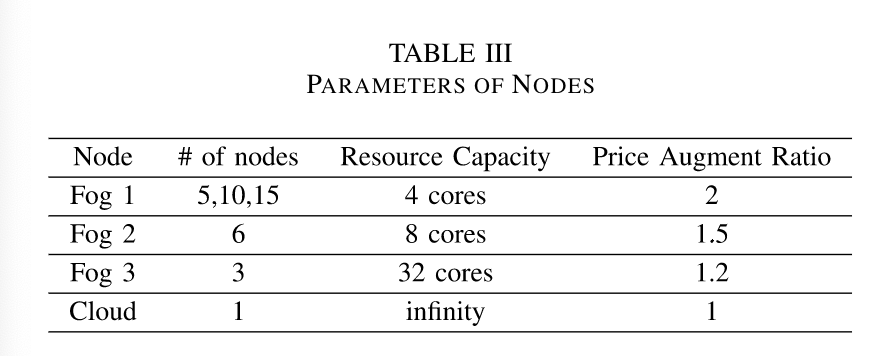 TABLE III
PARAMETERS OF NODES
Node # of nodes Resource Capacity Price Augment Ratio
Fog 1 5,10,15 4 cores 2
Fog 2 6 8 cores 1.5
Fog 3 3 32 cores 1.2
Cloud 1 infinity 1